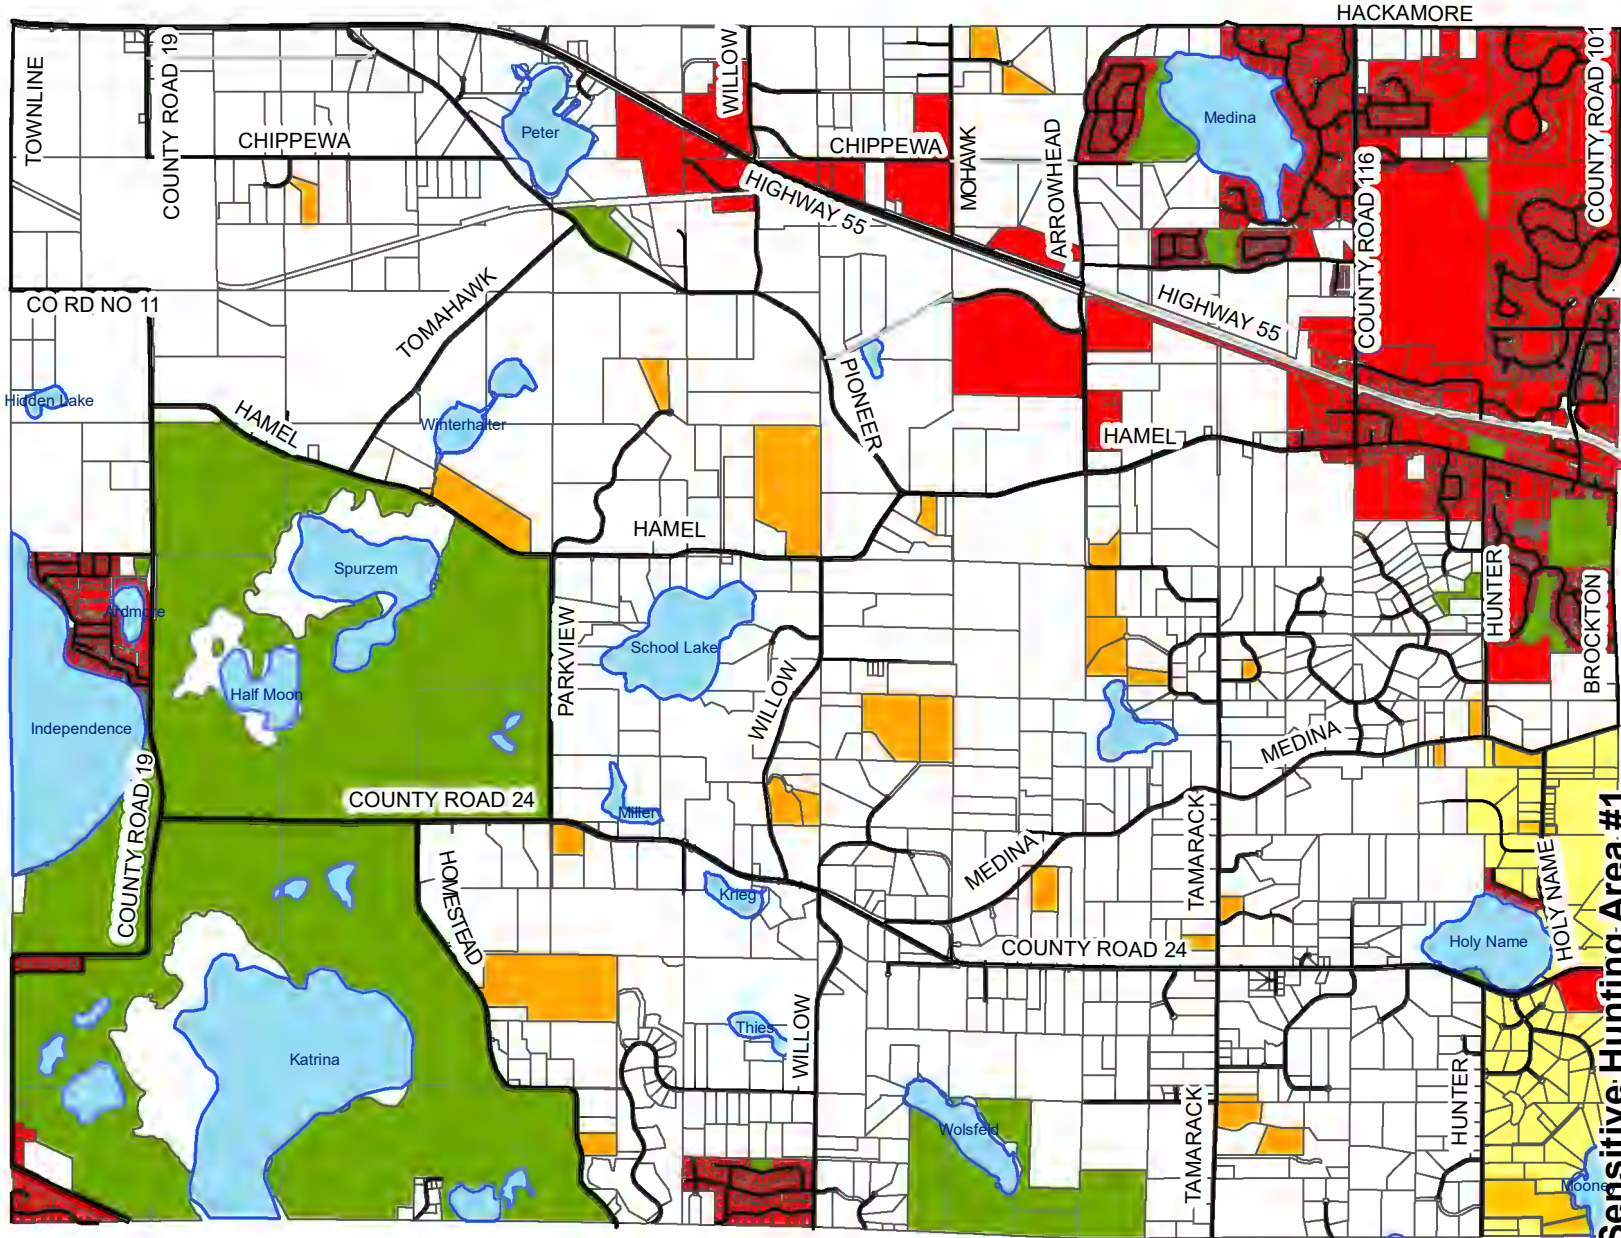 HACKAMORE
TOWNLINE
COUNTY ROAD 19
WILLOW
COUNTY ROAD 101
Peter
Medina
CHIPPEWA
CHIPPEWA
MOHAWK
ARROWHEAD
COUNTY ROAD 116
HIGHWAY 55
HIGHWAY 55
CO RD NO 11
TOMAHAWK
PIONEER
Hidden Lake
HAMEL
Winterhalter
HAMEL
HAMEL
Spurzem
HUNTER
BROCKTON
Ardmore
PARKVIEW
School Lake
WILLOW
Half Moon
Independence
MEDINA
COUNTY ROAD 19
COUNTY ROAD 24
Miller
TAMARACK
HOMESTEAD
MEDINA
Krieg
HOLY NAME
Holy Name
COUNTY ROAD 24
Sensitive Hunting Area #1
Thies
WILLOW
Katrina
HUNTER
Wolsfeld
TAMARACK
Mooney